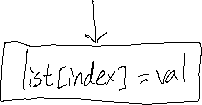 list[index] = val